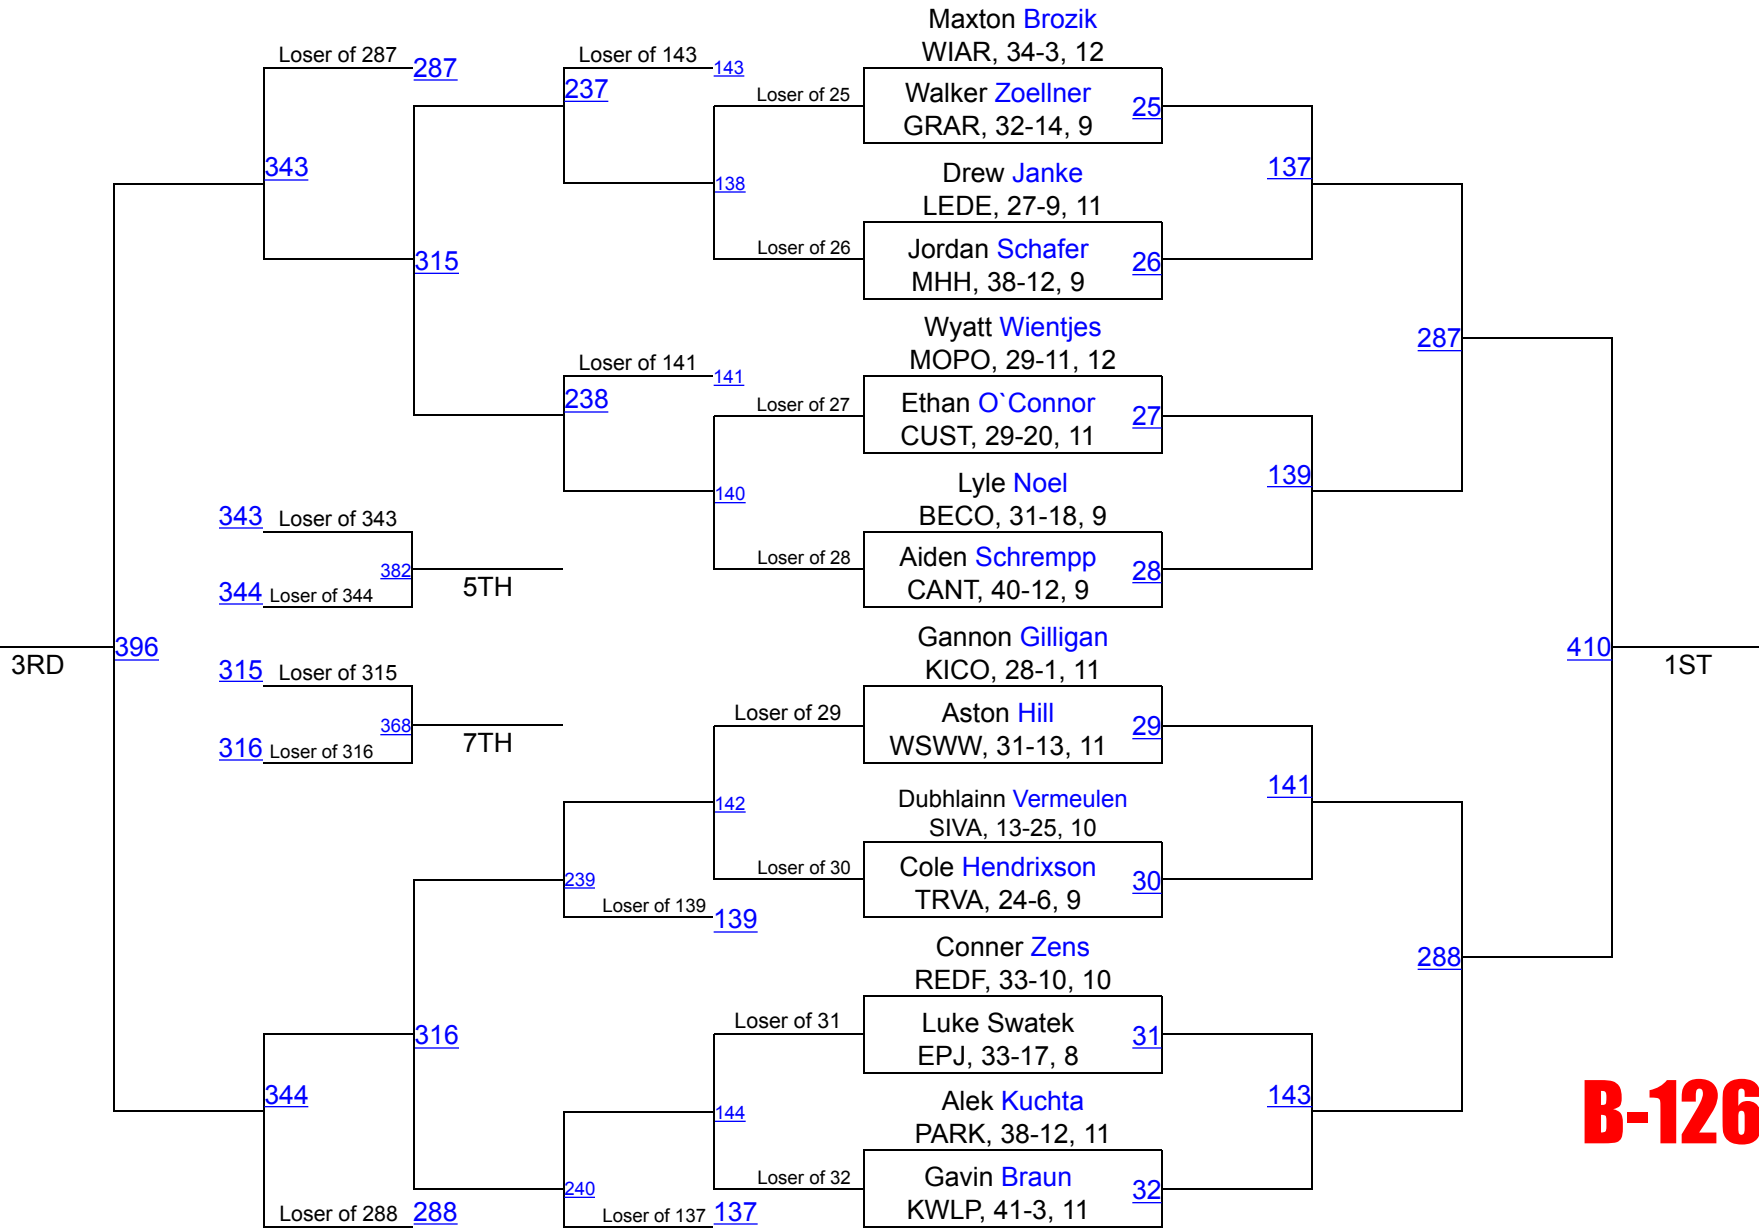 Maxton Brozik
WIAR, 34-3, 12
Loser of 287
287
Loser of 143
143
237
Loser of 25
Walker Zoellner
GRAR, 32-14, 9
25
343
138
Drew Janke
LEDE, 27-9, 11
137
315
Loser of 26
Jordan Schafer
MHH, 38-12, 9
26
Wyatt Wientjes
MOPO, 29-11, 12
287
Loser of 141
141
238
Loser of 27
Ethan O`Connor
CUST, 29-20, 11
27
140
Lyle Noel
BECO, 31-18, 9
139
343 Loser of 343
382
5TH
344 Loser of 344
Loser of 28
Aiden Schrempp
CANT, 40-12, 9
28
3RD
396
Gannon Gilligan
KICO, 28-1, 11
410
1ST
315 Loser of 315
368
7TH
316 Loser of 316
Loser of 29
Aston Hill
WSWW, 31-13, 11
29
142
Dubhlainn Vermeulen
SIVA, 13-25, 10
141
239
Loser of 139
139
Loser of 30
Cole Hendrixson
TRVA, 24-6, 9
30
Conner Zens
REDF, 33-10, 10
288
316
Loser of 31
Luke Swatek
EPJ, 33-17, 8
31
344
144
Alek Kuchta
PARK, 38-12, 11
143
B-126
240
Loser of 32
Gavin Braun
KWLP, 41-3, 11
32
Loser of 288
288
Loser of 137
137